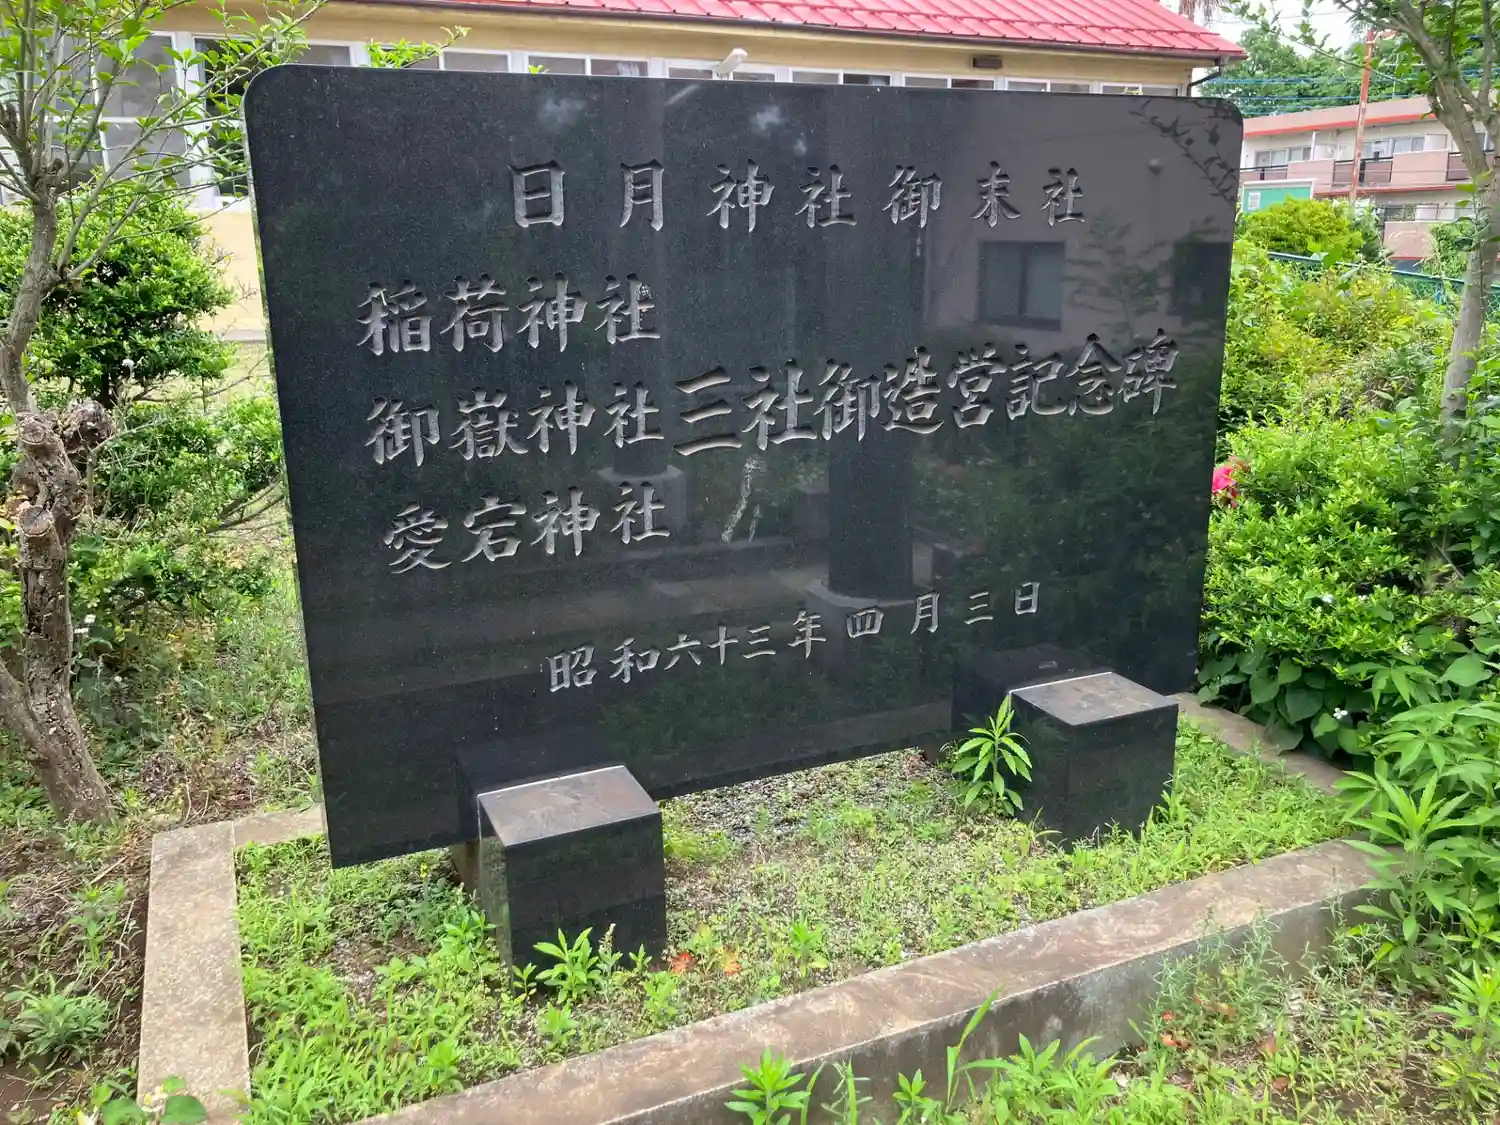 日月神社御末社
稲荷神社
御嶽神社
愛宕神社
三社御造営記念碑
昭和六十三年四月三日